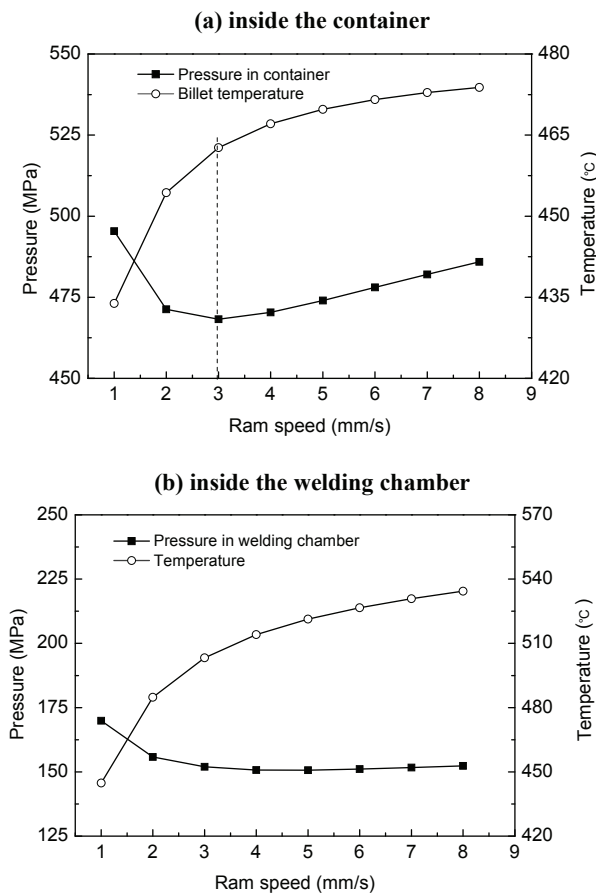 (a) inside the container
550
525
500
475
450
Pressure (MPa)
Pressure in container
Billet temperature
480
465
450
435
420
Temperature (℃)
1 2 3 4 5 6 7 8 9
Ram speed (mm/s)
(b) inside the welding chamber
250
225
200
175
150
125
Pressure (MPa)
Pressure in welding chamber
Temperature
570
540
510
480
450
420
Temperature (℃)
1 2 3 4 5 6 7 8 9
Ram speed (mm/s)